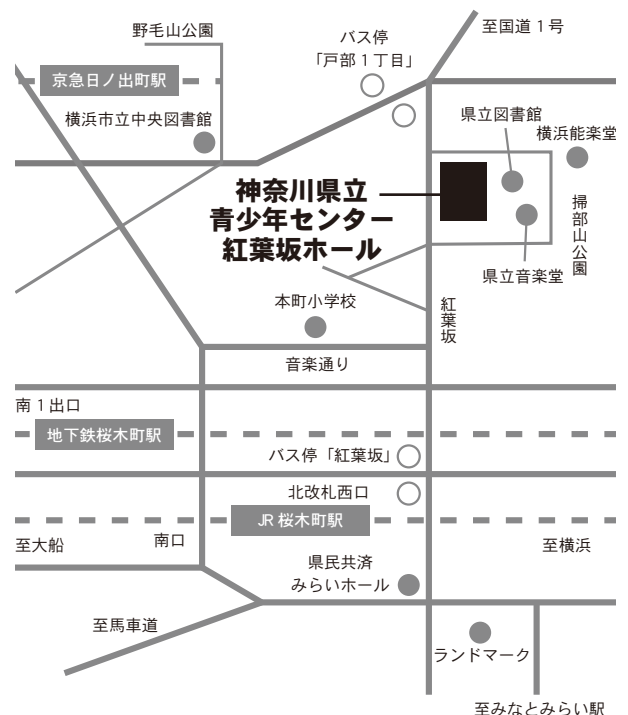 野毛山公園
至国道1号
バス停
「戸部1丁目」
京急日ノ出町駅
県立図書館
横浜市立中央図書館
横浜能楽堂
神奈川県立
青少年センター
紅葉坂ホール
掃部山公園
県立音楽堂
本町小学校
紅葉坂
音楽通り
南1出口
地下鉄桜木町駅
バス停「紅葉坂」
北改札西口
JR桜木町駅
至大船
南口
至横浜
県民共済
みらいホール
至馬車道
ランドマーク
至みなとみらい駅